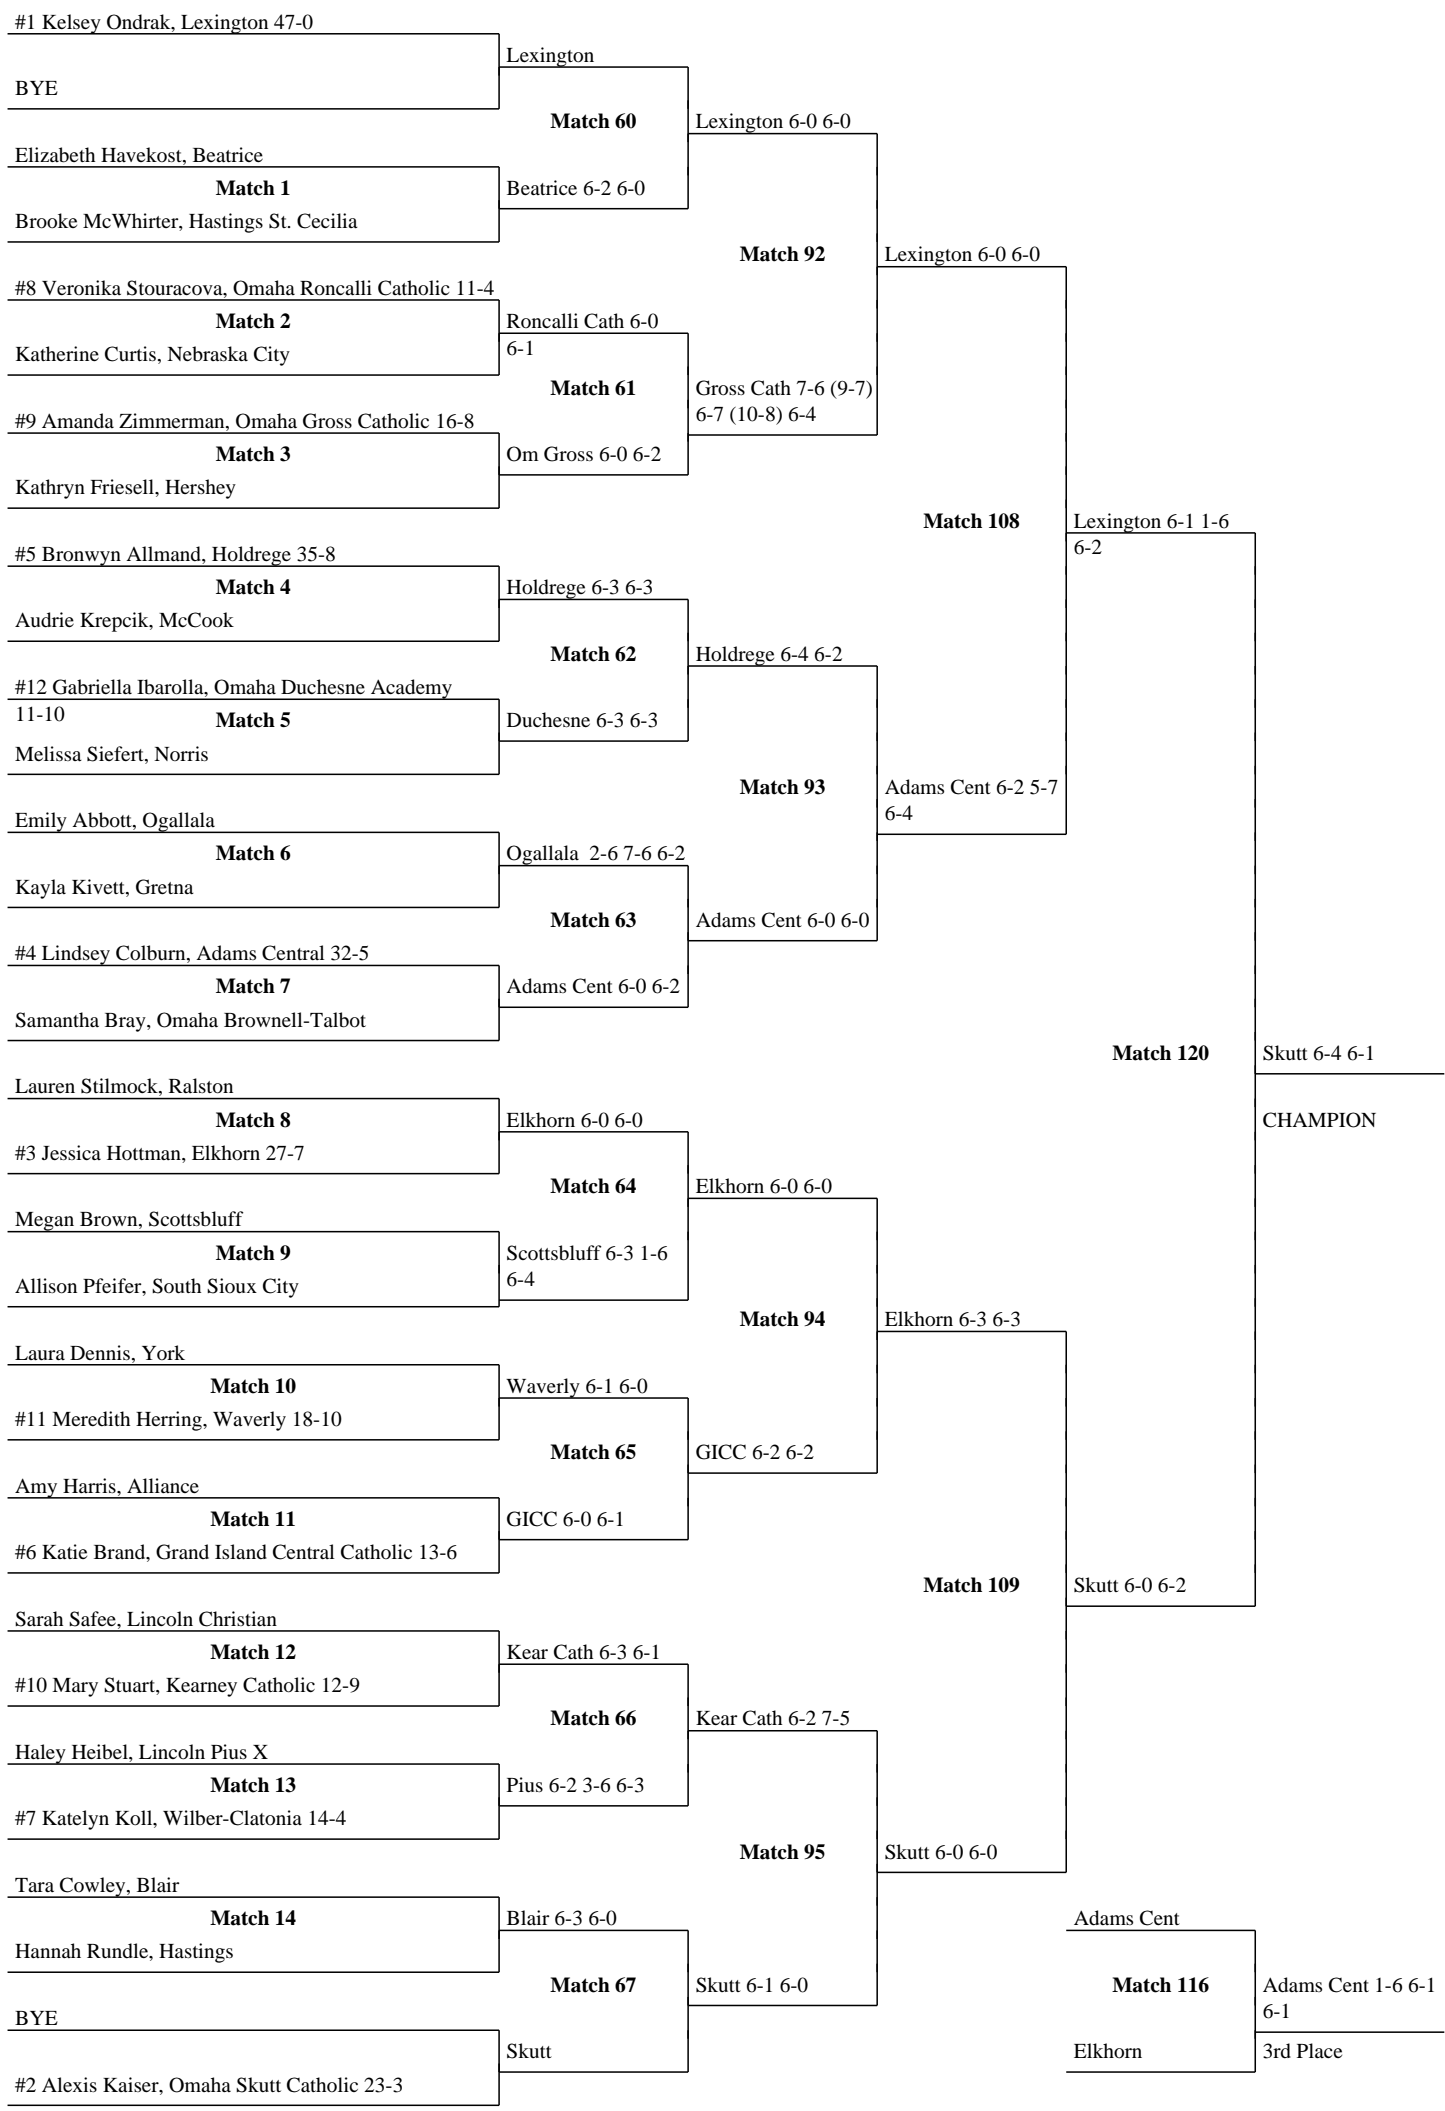 #1 Kelsey Ondrak, Lexington 47-0
Lexington
BYE
Match 60
Lexington 6-0 6-0
Elizabeth Havekost, Beatrice
Match 1
Beatrice 6-2 6-0
Brooke McWhirter, Hastings St. Cecilia
Match 92
Lexington 6-0 6-0
#8 Veronika Stouracova, Omaha Roncalli Catholic 11-4
Match 2
Roncalli Cath 6-0
6-1
Katherine Curtis, Nebraska City
Match 61
Gross Cath 7-6 (9-7)
6-7 (10-8) 6-4
#9 Amanda Zimmerman, Omaha Gross Catholic 16-8
Match 3
Om Gross 6-0 6-2
Kathryn Friesell, Hershey
Match 108
Lexington 6-1 1-6
6-2
#5 Bronwyn Allmand, Holdrege 35-8
Match 4
Holdrege 6-3 6-3
Audrie Krepcik, McCook
Match 62
Holdrege 6-4 6-2
#12 Gabriella Ibarolla, Omaha Duchesne Academy
11-10
Match 5
Duchesne 6-3 6-3
Melissa Siefert, Norris
Match 93
Adams Cent 6-2 5-7
6-4
Emily Abbott, Ogallala
Match 6
Ogallala 2-6 7-6 6-2
Kayla Kivett, Gretna
Match 63
Adams Cent 6-0 6-0
#4 Lindsey Colburn, Adams Central 32-5
Match 7
Adams Cent 6-0 6-2
Samantha Bray, Omaha Brownell-Talbot
Match 120
Skutt 6-4 6-1
CHAMPION
Lauren Stilmock, Ralston
Match 8
Elkhorn 6-0 6-0
#3 Jessica Hottman, Elkhorn 27-7
Match 64
Elkhorn 6-0 6-0
Megan Brown, Scottsbluff
Match 9
Scottsbluff 6-3 1-6
6-4
Allison Pfeifer, South Sioux City
Match 94
Elkhorn 6-3 6-3
Laura Dennis, York
Match 10
Waverly 6-1 6-0
#11 Meredith Herring, Waverly 18-10
Match 65
GICC 6-2 6-2
Amy Harris, Alliance
Match 11
GICC 6-0 6-1
#6 Katie Brand, Grand Island Central Catholic 13-6
Match 109
Skutt 6-0 6-2
Sarah Safee, Lincoln Christian
Match 12
Kear Cath 6-3 6-1
#10 Mary Stuart, Kearney Catholic 12-9
Match 66
Kear Cath 6-2 7-5
Haley Heibel, Lincoln Pius X
Match 13
Pius 6-2 3-6 6-3
#7 Katelyn Koll, Wilber-Clatonia 14-4
Match 95
Skutt 6-0 6-0
Tara Cowley, Blair
Match 14
Blair 6-3 6-0
Hannah Rundle, Hastings
Match 67
Skutt 6-1 6-0
BYE
Skutt
#2 Alexis Kaiser, Omaha Skutt Catholic 23-3
Adams Cent
Match 116
Adams Cent 1-6 6-1
6-1
Elkhorn
3rd Place